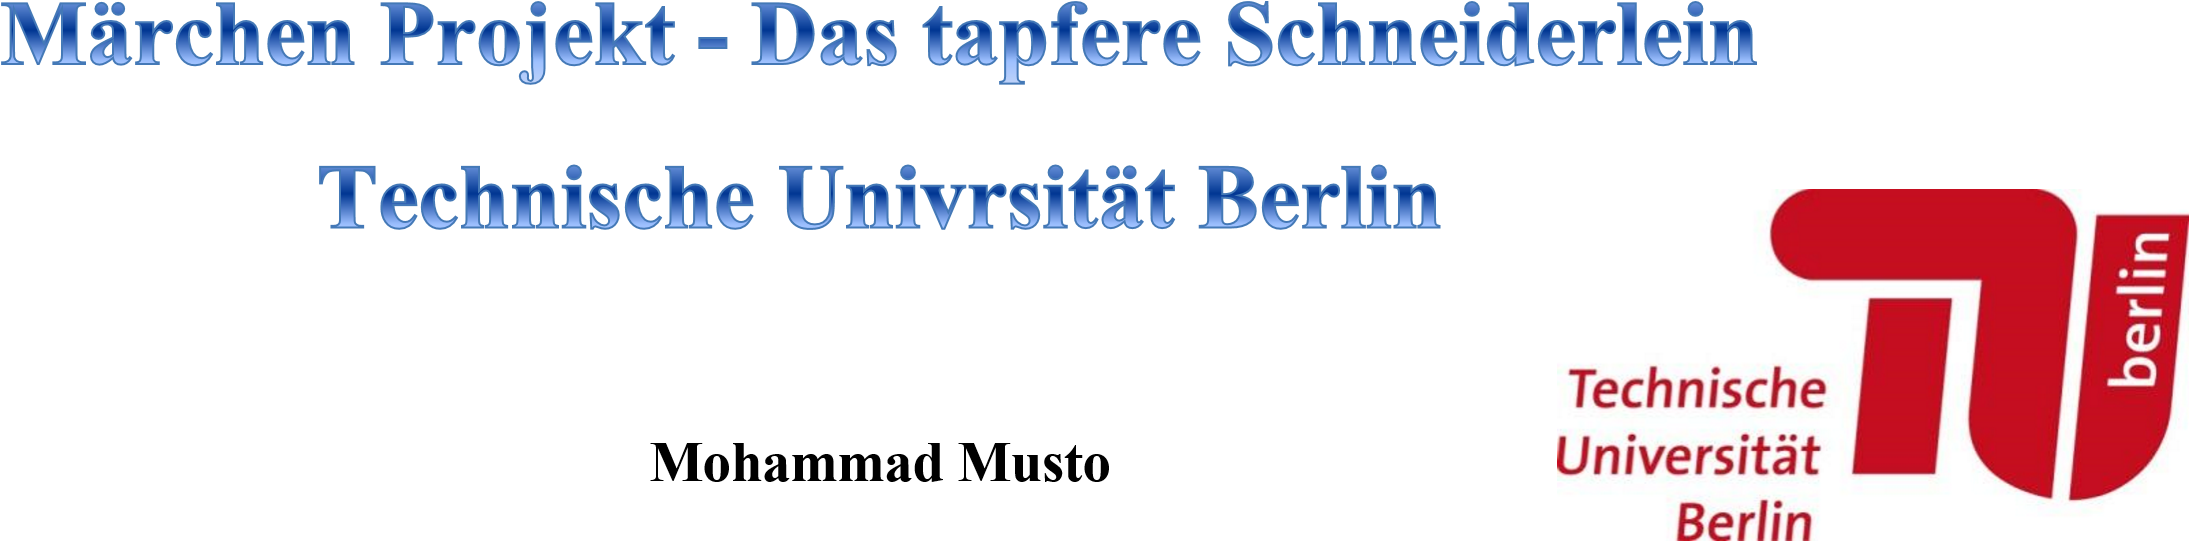 Märchen Projekt - Das tapfere Schneiderlein
Technische Univrsität Berlin
berlin
Technische
Universität
Berlin
Mohammad Musto